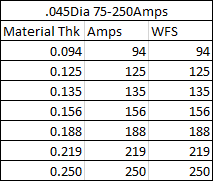 .045Dia 75-250Amps
Material Thk Amps WFS
0.094 94 94
0.125 125 125
0.135 135 135
0.156 156 156
0.188 188 188
0.219 219 219
0.250 250 250